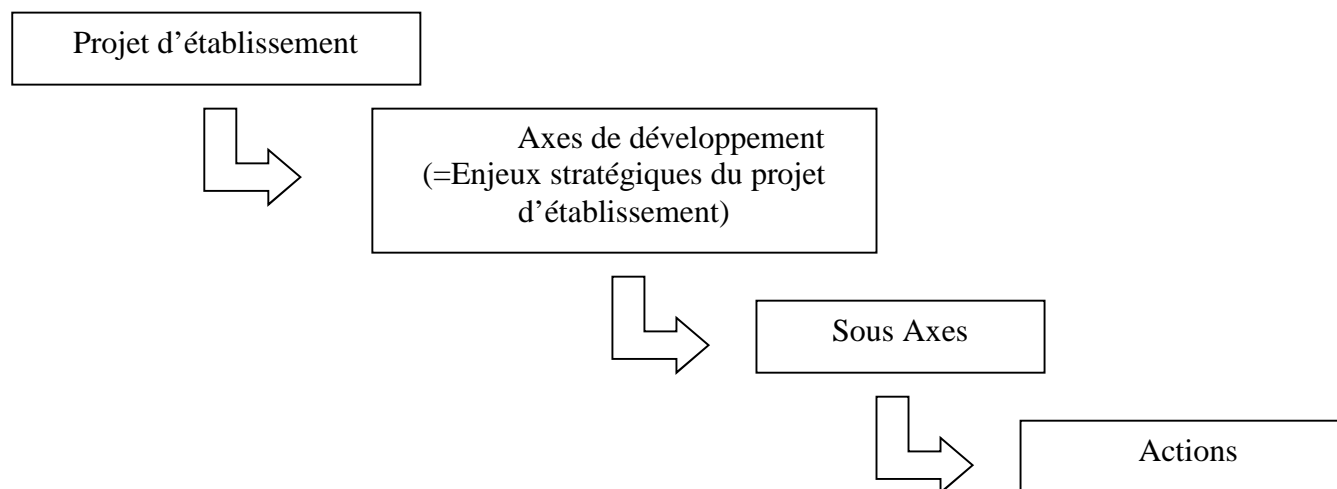 Projet d’établissement
Axes de développement
(=Enjeux stratégiques du projet
d’établissement)
Sous Axes
Actions